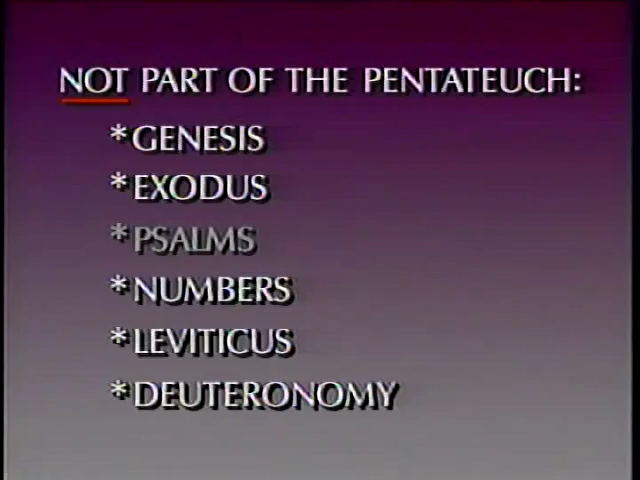 NOT PART OF THE PENTATEUCH:
*GENESIS
*EXODUS
*PSALMS
*NUMBERS
*LEVITICUS
*DEUTERONOMY